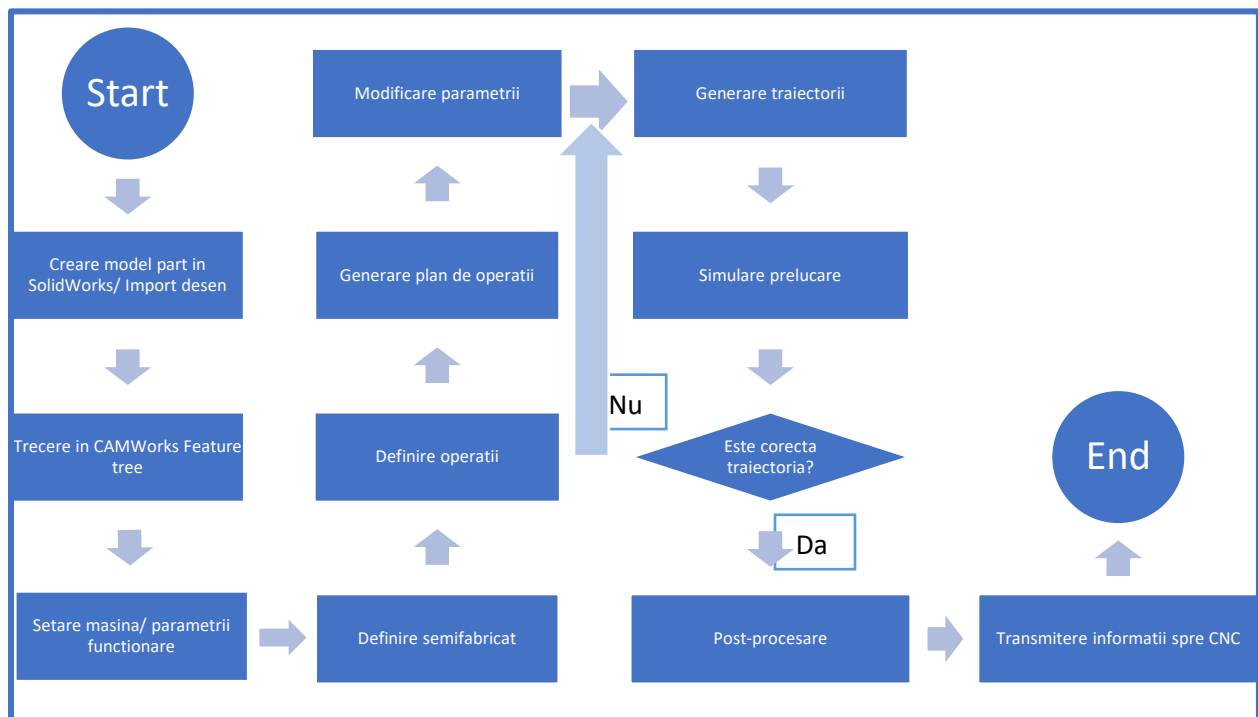 Start
Creare model part in
SolidWorks/ Import desen
Trecere in CAMWorks Feature
tree
Setare masina/ parametrii
functionare
Definire semifabricat
Definire operatii
Generare plan de operatii
Modificare parametrii
Generare traiectorii
Simulare prelucare
Este corecta
traiectoria?
Nu
Da
Post-procesare
Transmitere informatii spre CNC
End